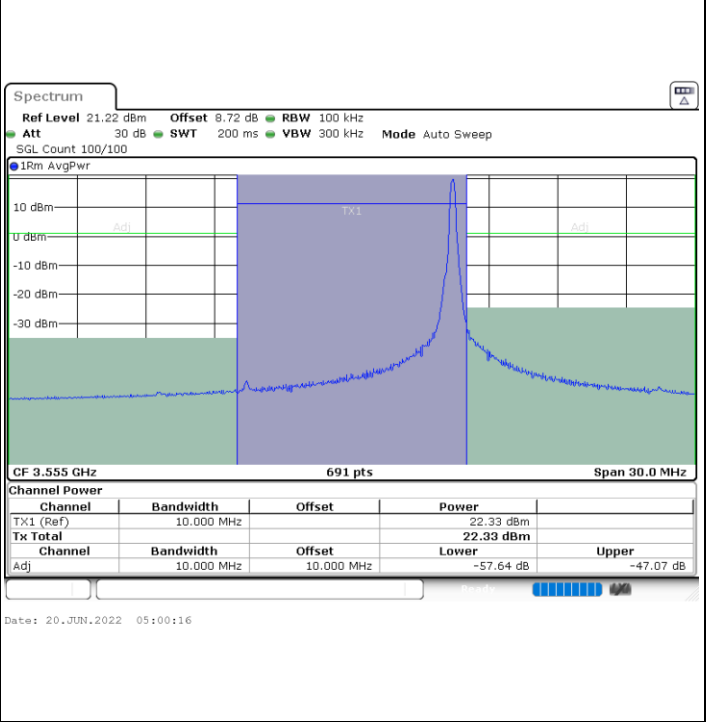 Spectrum
Ref Level 21.22 dBm Offset 8.72 dB RBW 100 kHz
Att 30 dB SWT 200 ms VBW 300 kHz Mode Auto Sweep
SGL Count 100/100
1Rm AvgPwr
10 dBm
TX1
Adj Adj
0 dBm
-10 dBm
-20 dBm
-30 dBm
CF 3.555 GHz 691 pts Span 30.0 MHz
Channel Power
Channel Bandwidth Offset Power
TX1 (Ref) 10.000 MHz 22.33 dBm
Tx Total 22.33 dBm
Channel Bandwidth Offset Lower Upper
Adj 10.000 MHz 10.000 MHz -57.64 dB -47.07 dB
Ready
Date: 20.JUN.2022 05:00:16